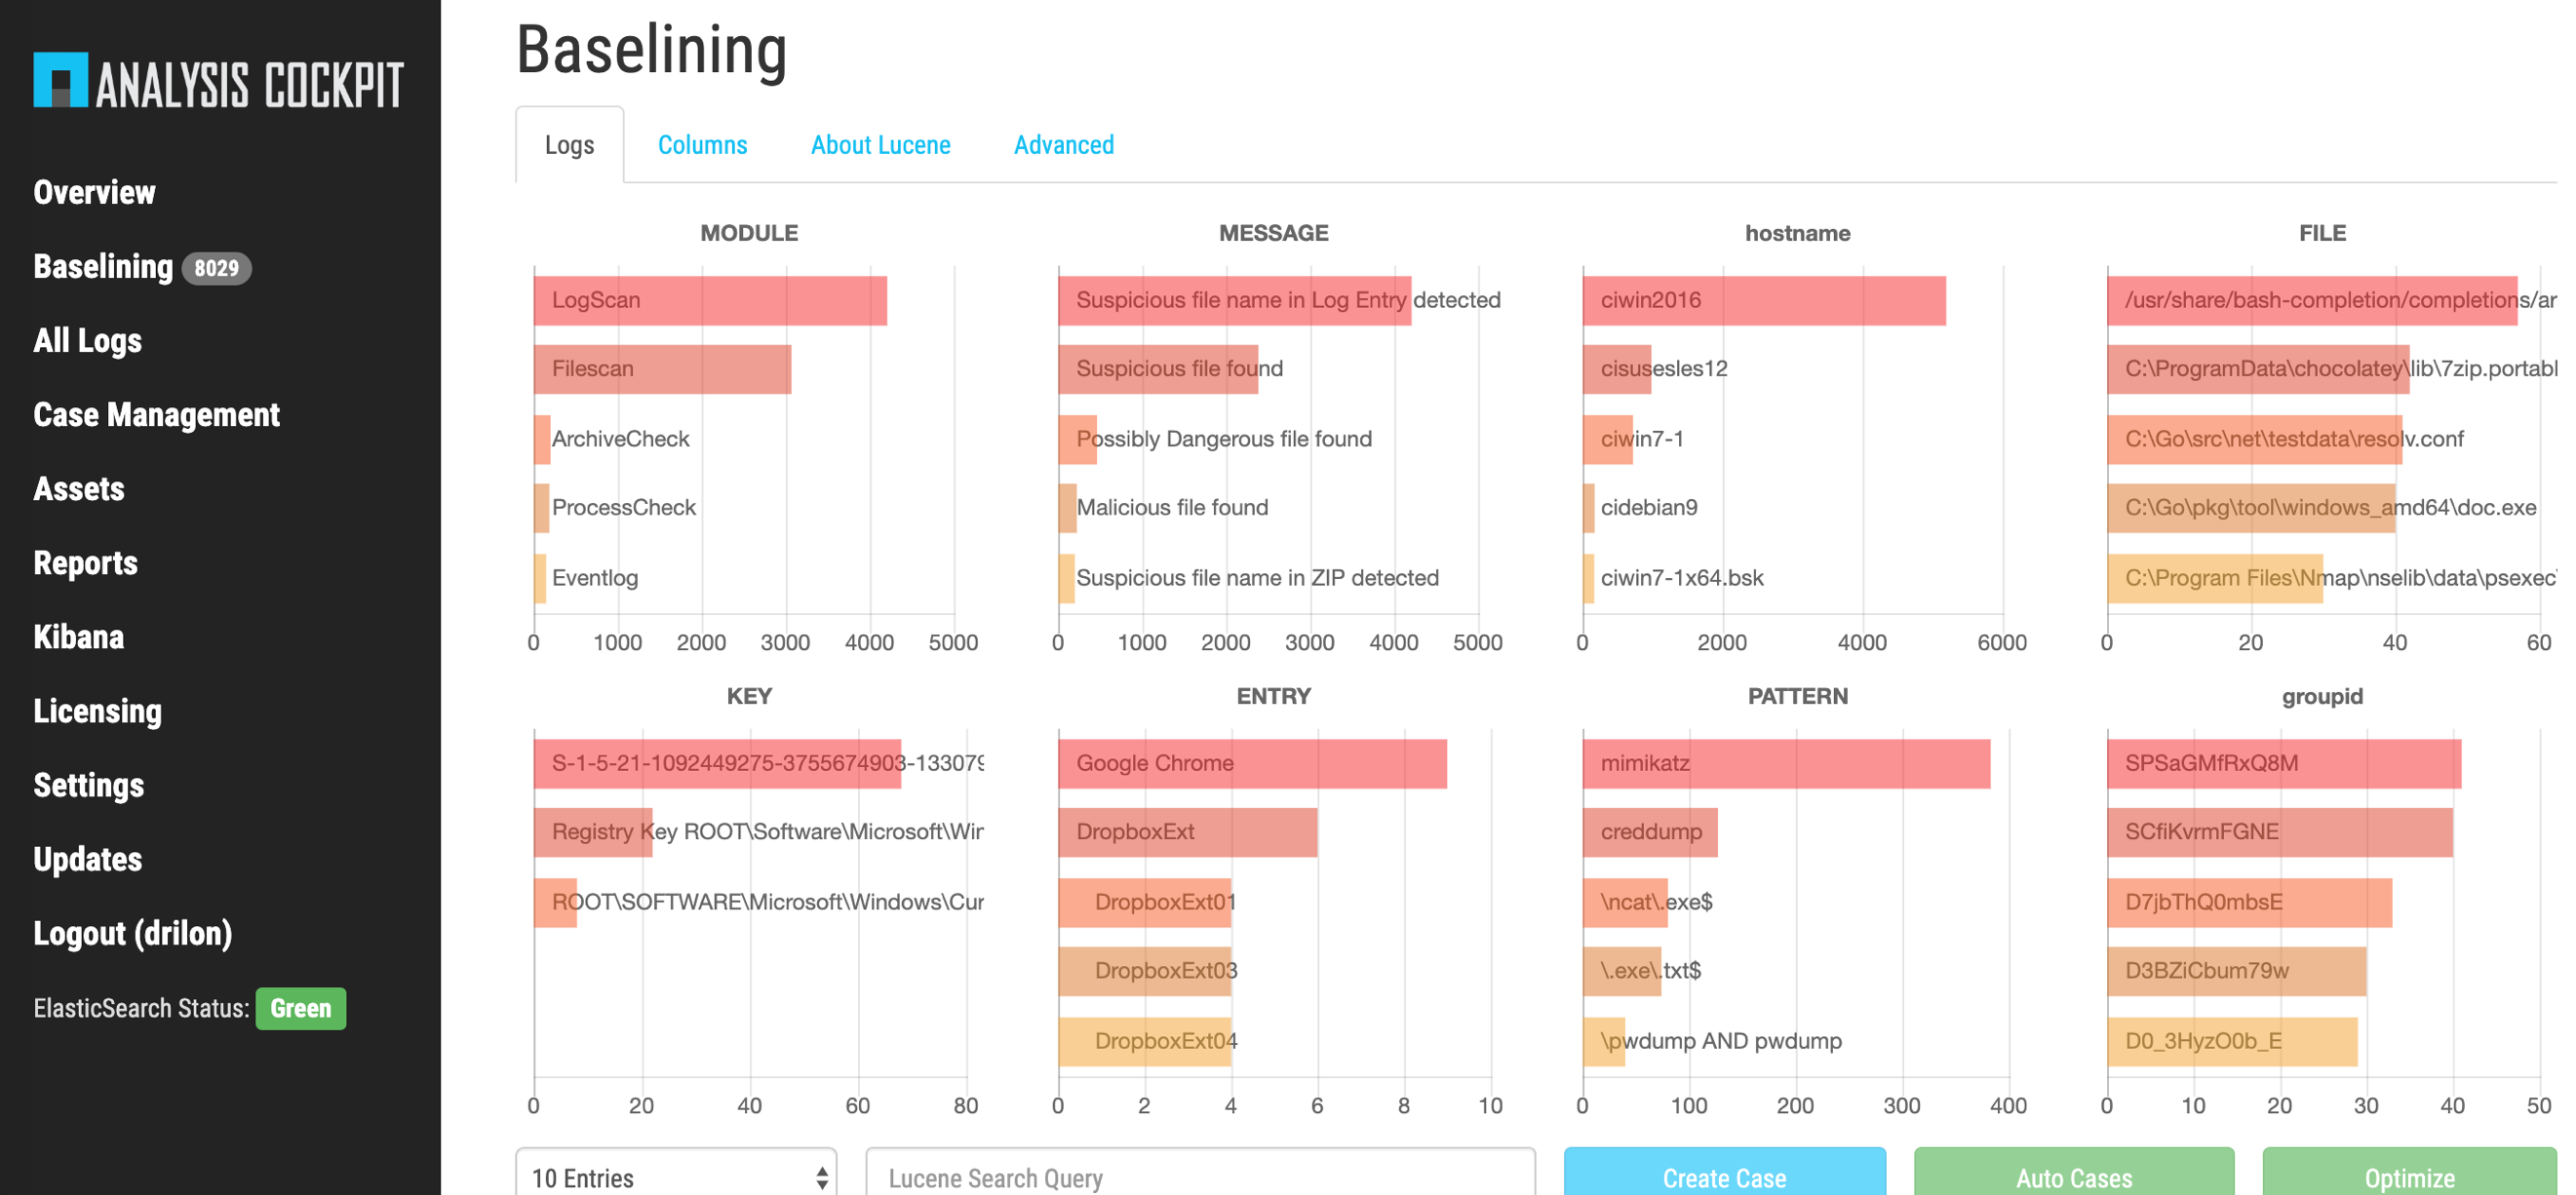 ANALYSIS COCKPIT
Overview
Baselining 8029
All Logs
Case Management
Assets
Reports
Kibana
Licensing
Settings
Updates
Logout (drilon)
ElasticSearch Status: Green
Baselining
Logs Columns About Lucene Advanced
MODULE
LogScan
Filescan
ArchiveCheck
ProcessCheck
Eventlog
0 1000 2000 3000 4000 5000
MESSAGE
Suspicious file name in Log Entry detected
Suspicious file found
Possibly Dangerous file found
Malicious file found
Suspicious file name in ZIP detected
0 1000 2000 3000 4000 5000
hostname
ciwin2016
cisusesles12
ciwin7-1
cidebian9
ciwin7-1x64.bsk
0 2000 4000 6000
FILE
/usr/share/bash-completion/completions/ar
C:\ProgramData\chocolatey\lib\7zip.portabl
C:\Go\src\net\testdata\resolv.conf
C:\Go\pkg\tool\windows_amd64\doc.exe
C:\Program Files\Nmap\nselib\data\psexec\
0 20 40 60
KEY
S-1-5-21-1092449275-3755674903-133079
Registry Key ROOT\Software\Microsoft\Win
ROOT\SOFTWARE\Microsoft\Windows\Cur
0 20 40 60 80
ENTRY
Google Chrome
DropboxExt
DropboxExt01
DropboxExt03
DropboxExt04
0 2 4 6 8 10
PATTERN
mimikatz
creddump
\ncat\.exe$
\.exe\.txt$
\pwdump AND pwdump
0 100 200 300 400
groupid
SPSaGMfRxQ8M
SCfiKvrmFGNE
D7jbThQ0mbsE
D3BZiCbum79w
D0_3HyzO0b_E
0 10 20 30 40 50
10 Entries
Lucene Search Query
Create Case
Auto Cases
Optimize